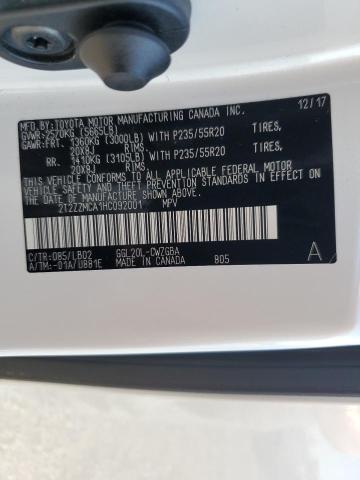 MFD.BY:TOYOTA MOTOR MANUFACTURING CANADA INC. 12/17
GVWR:2570KG (5665LB)
GAWR:FRT. 1360KG (3000LB) WITH P235/55R20 TIRES,
20X8J RIMS,
RR. 1410KG (3105LB) WITH P235/55R20 TIRES,
20X8J RIMS.
THIS VEHICLE CONFORMS TO ALL APPLICABLE FEDERAL MOTOR
VEHICLE SAFETY STANDARDS IN EFFECT ON
THE DATE OF MANUFACTURE SHOWN ABOVE.
2T2ZZMCA1HC092001 MPV
C/TR:085/LB02 GGL20L-CWZGBA A
A/TM:-01A/U881E MADE IN CANADA 805